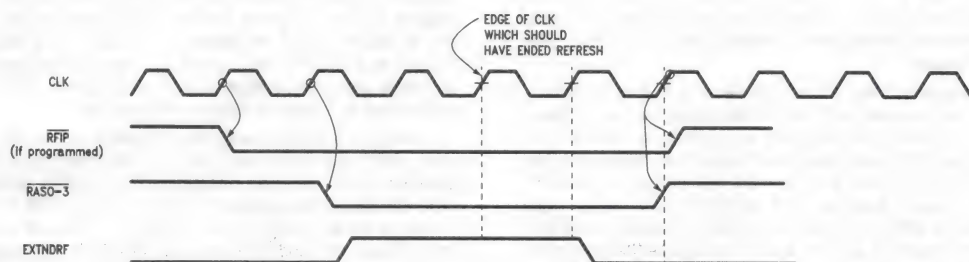 EDGE OF CLK
WHICH SHOULD
HAVE ENDED REFRESH
CLK
RFIP
(if programmed)
RAS0-3
EXTNDRF